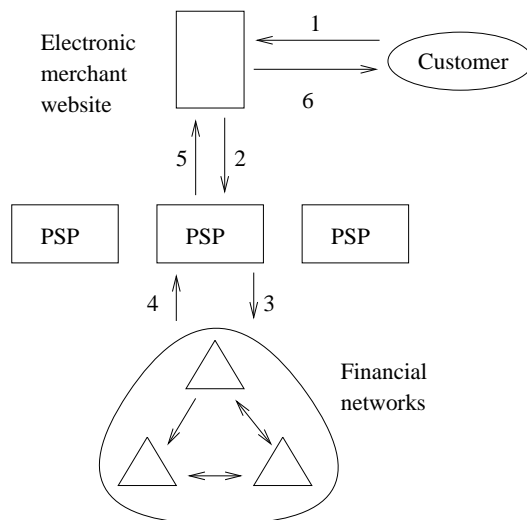 1
Electronic
merchant
website
Customer
6
5
2
PSP
PSP
PSP
4
3
Financial
networks